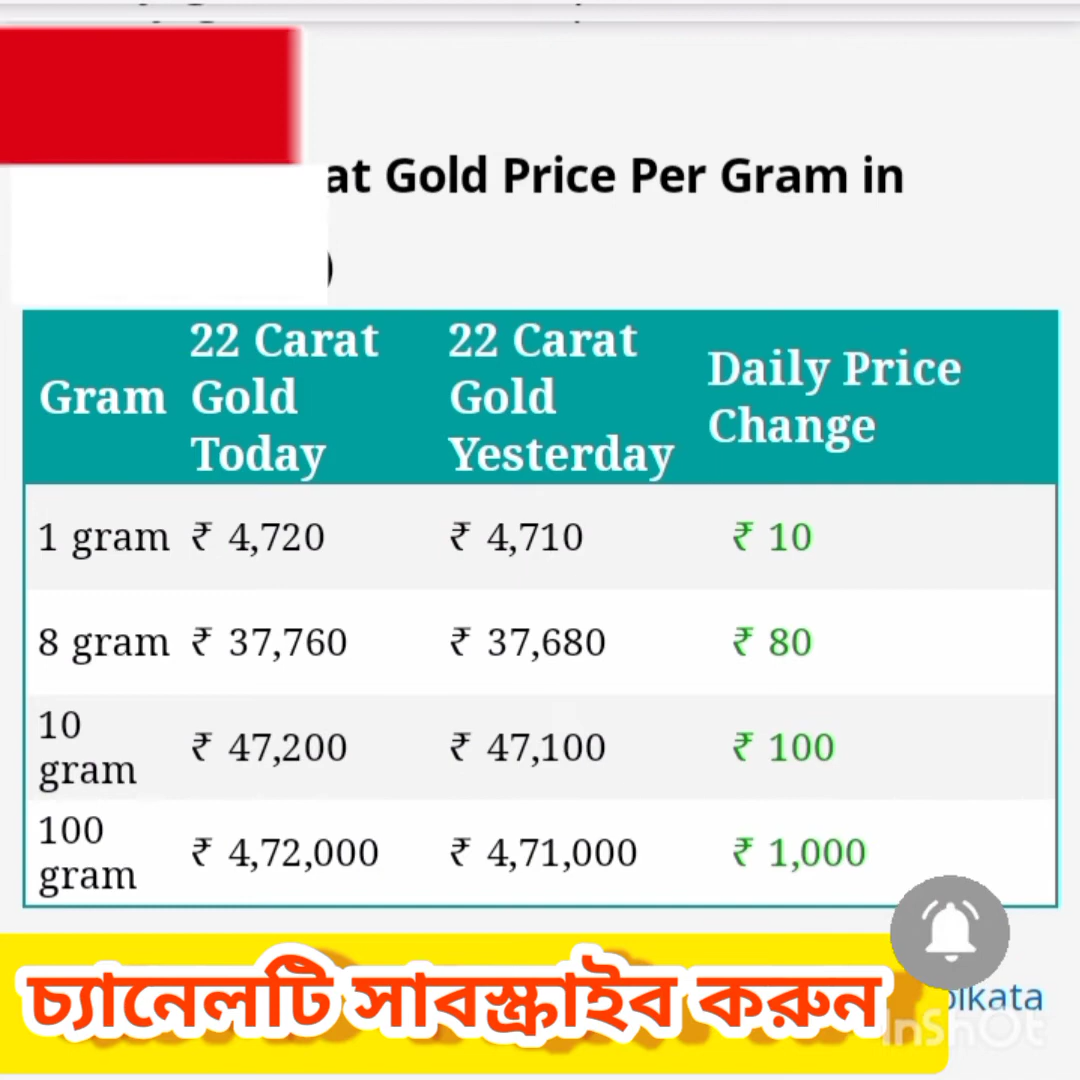 Gold Price Per Gram in
)
Gram 22 Carat Gold Today 22 Carat Gold Yesterday Daily Price Change
1 gram ₹ 4,720 ₹ 4,710 ₹ 10
8 gram ₹ 37,760 ₹ 37,680 ₹ 80
10 gram ₹ 47,200 ₹ 47,100 ₹ 100
100 gram ₹ 4,72,000 ₹ 4,71,000 ₹ 1,000
চ্যানেলটি সাবস্ক্রাইব করুন
InShOt